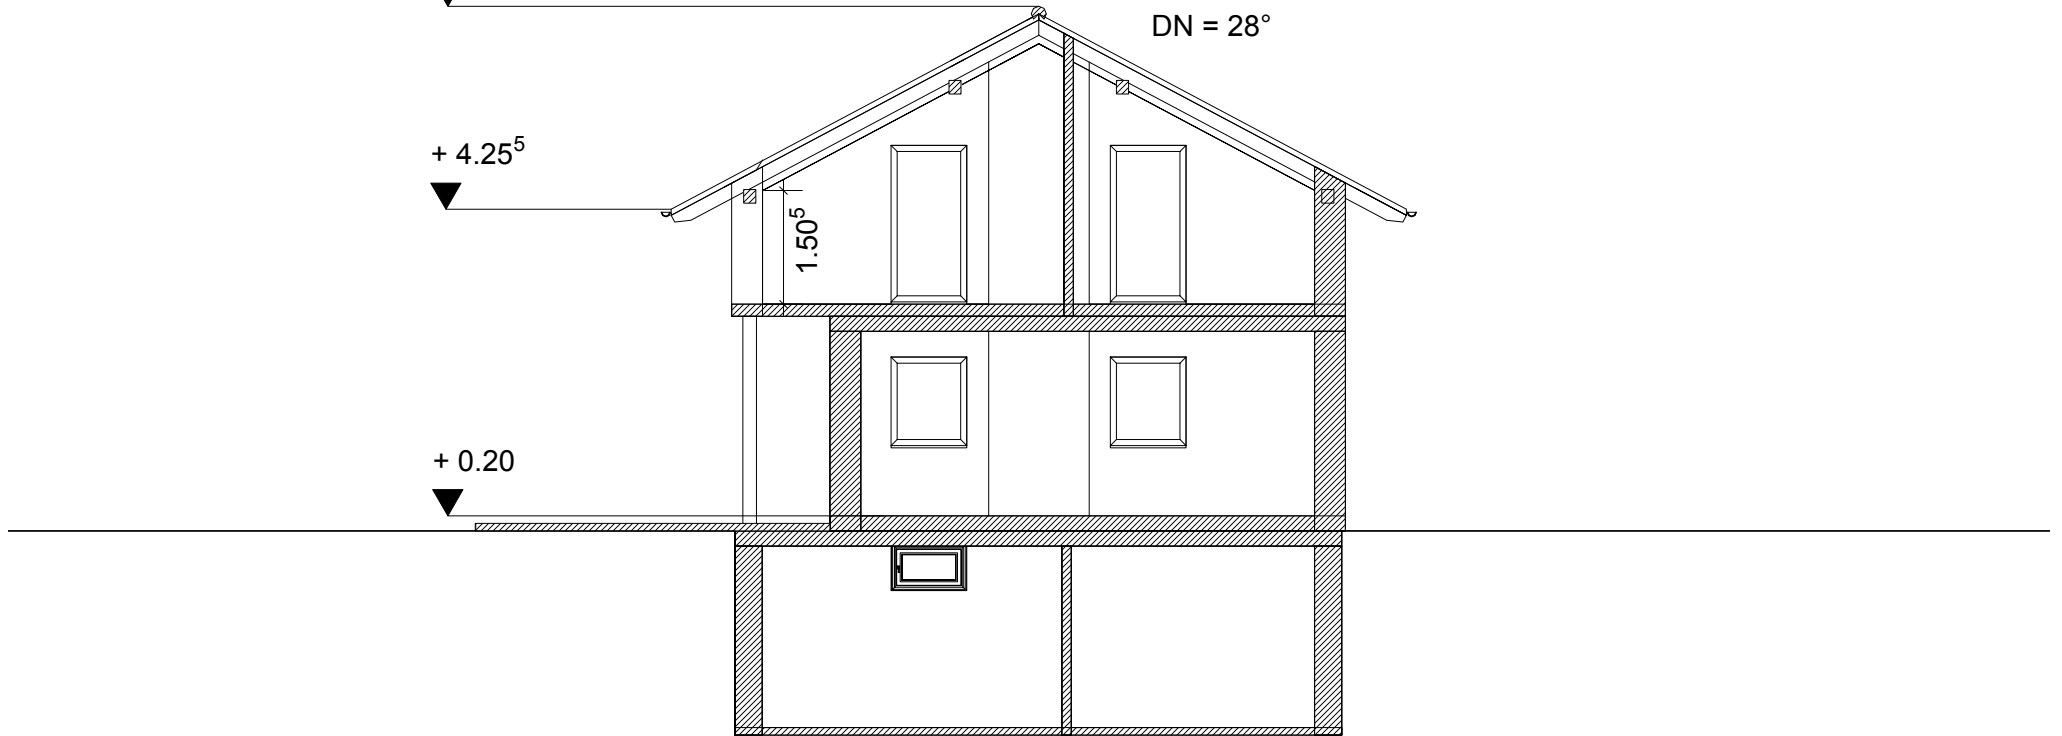 DN = 28°
+ 4.25⁵
1.50⁵
+ 0.20